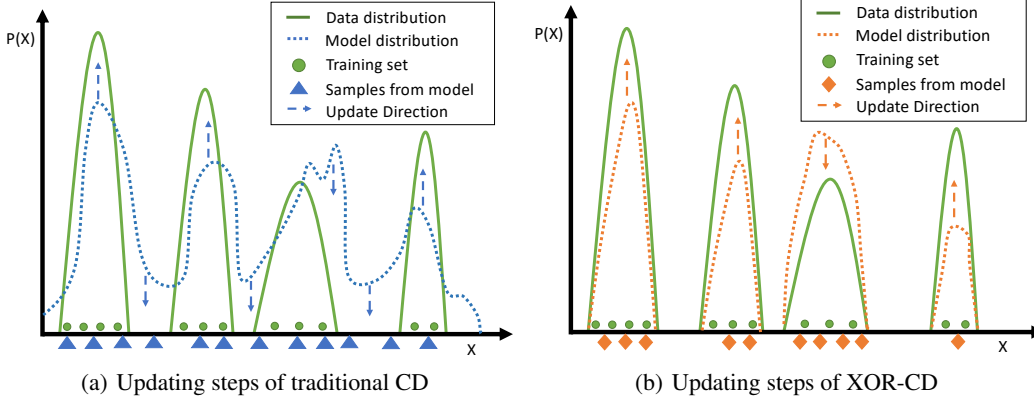 P(X)
Data distribution
Model distribution
Training set
Samples from model
Update Direction
X
(a) Updating steps of traditional CD
P(X)
Data distribution
Model distribution
Training set
Samples from model
Update Direction
X
(b) Updating steps of XOR-CD